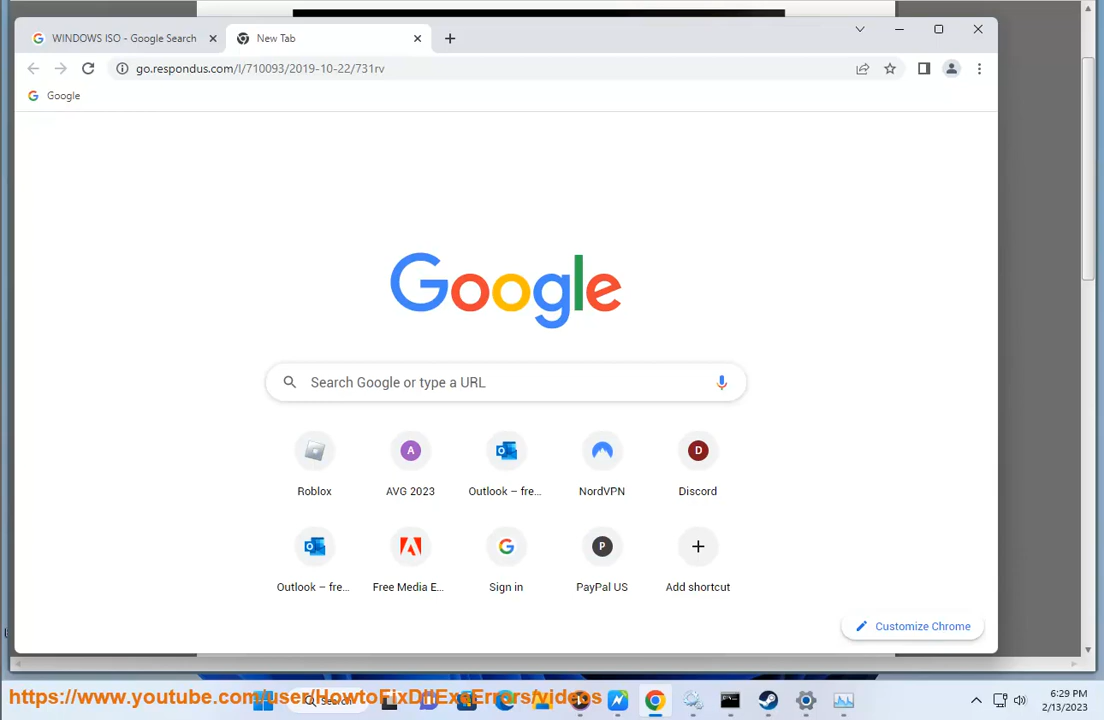 WINDOWS ISO - Google Search
New Tab
go.respondus.com/l/710093/2019-10-22/731rv
Google
Google
Search Google or type a URL
Roblox
A
AVG 2023
Outlook – fre...
NordVPN
D
Discord
Outlook – fre...
Free Media E...
Sign in
P
PayPal US
Add shortcut
Customize Chrome
https://www.youtube.com/user/HowtoFixDllExeErrors/videos
Search
6:29 PM
2/13/2023